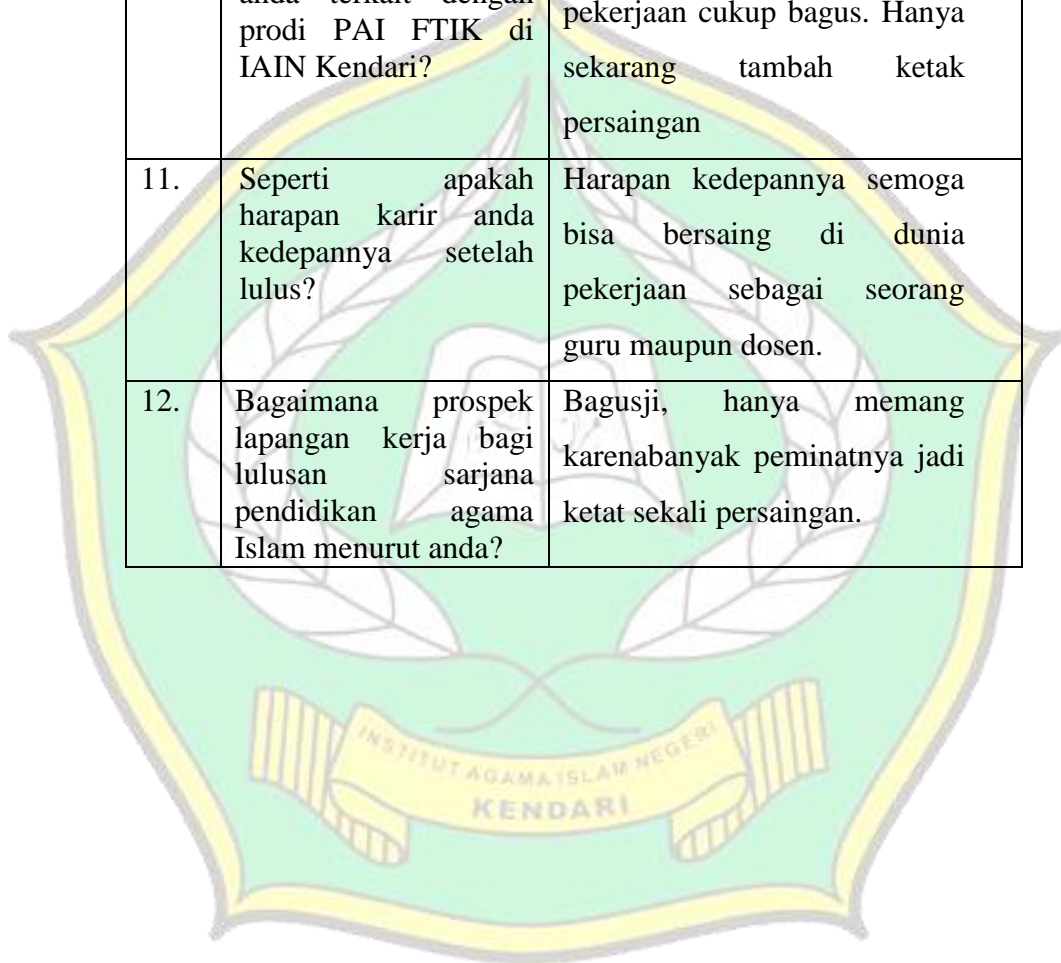 anda terkait dengan
prodi PAI FTIK di
IAIN Kendari?
pekerjaan cukup bagus. Hanya
sekarang tambah ketak
persaingan
11.
Seperti apakah
harapan karir anda
kedepannya setelah
lulus?
Harapan kedepannya semoga
bisa bersaing di dunia
pekerjaan sebagai seorang
guru maupun dosen.
12.
Bagaimana prospek
lapangan kerja bagi
lulusan sarjana
pendidikan agama
Islam menurut anda?
Bagusji, hanya memang
karenabanyak peminatnya jadi
ketat sekali persaingan.
INSTITUT AGAMA ISLAM NEGERI
KENDARI